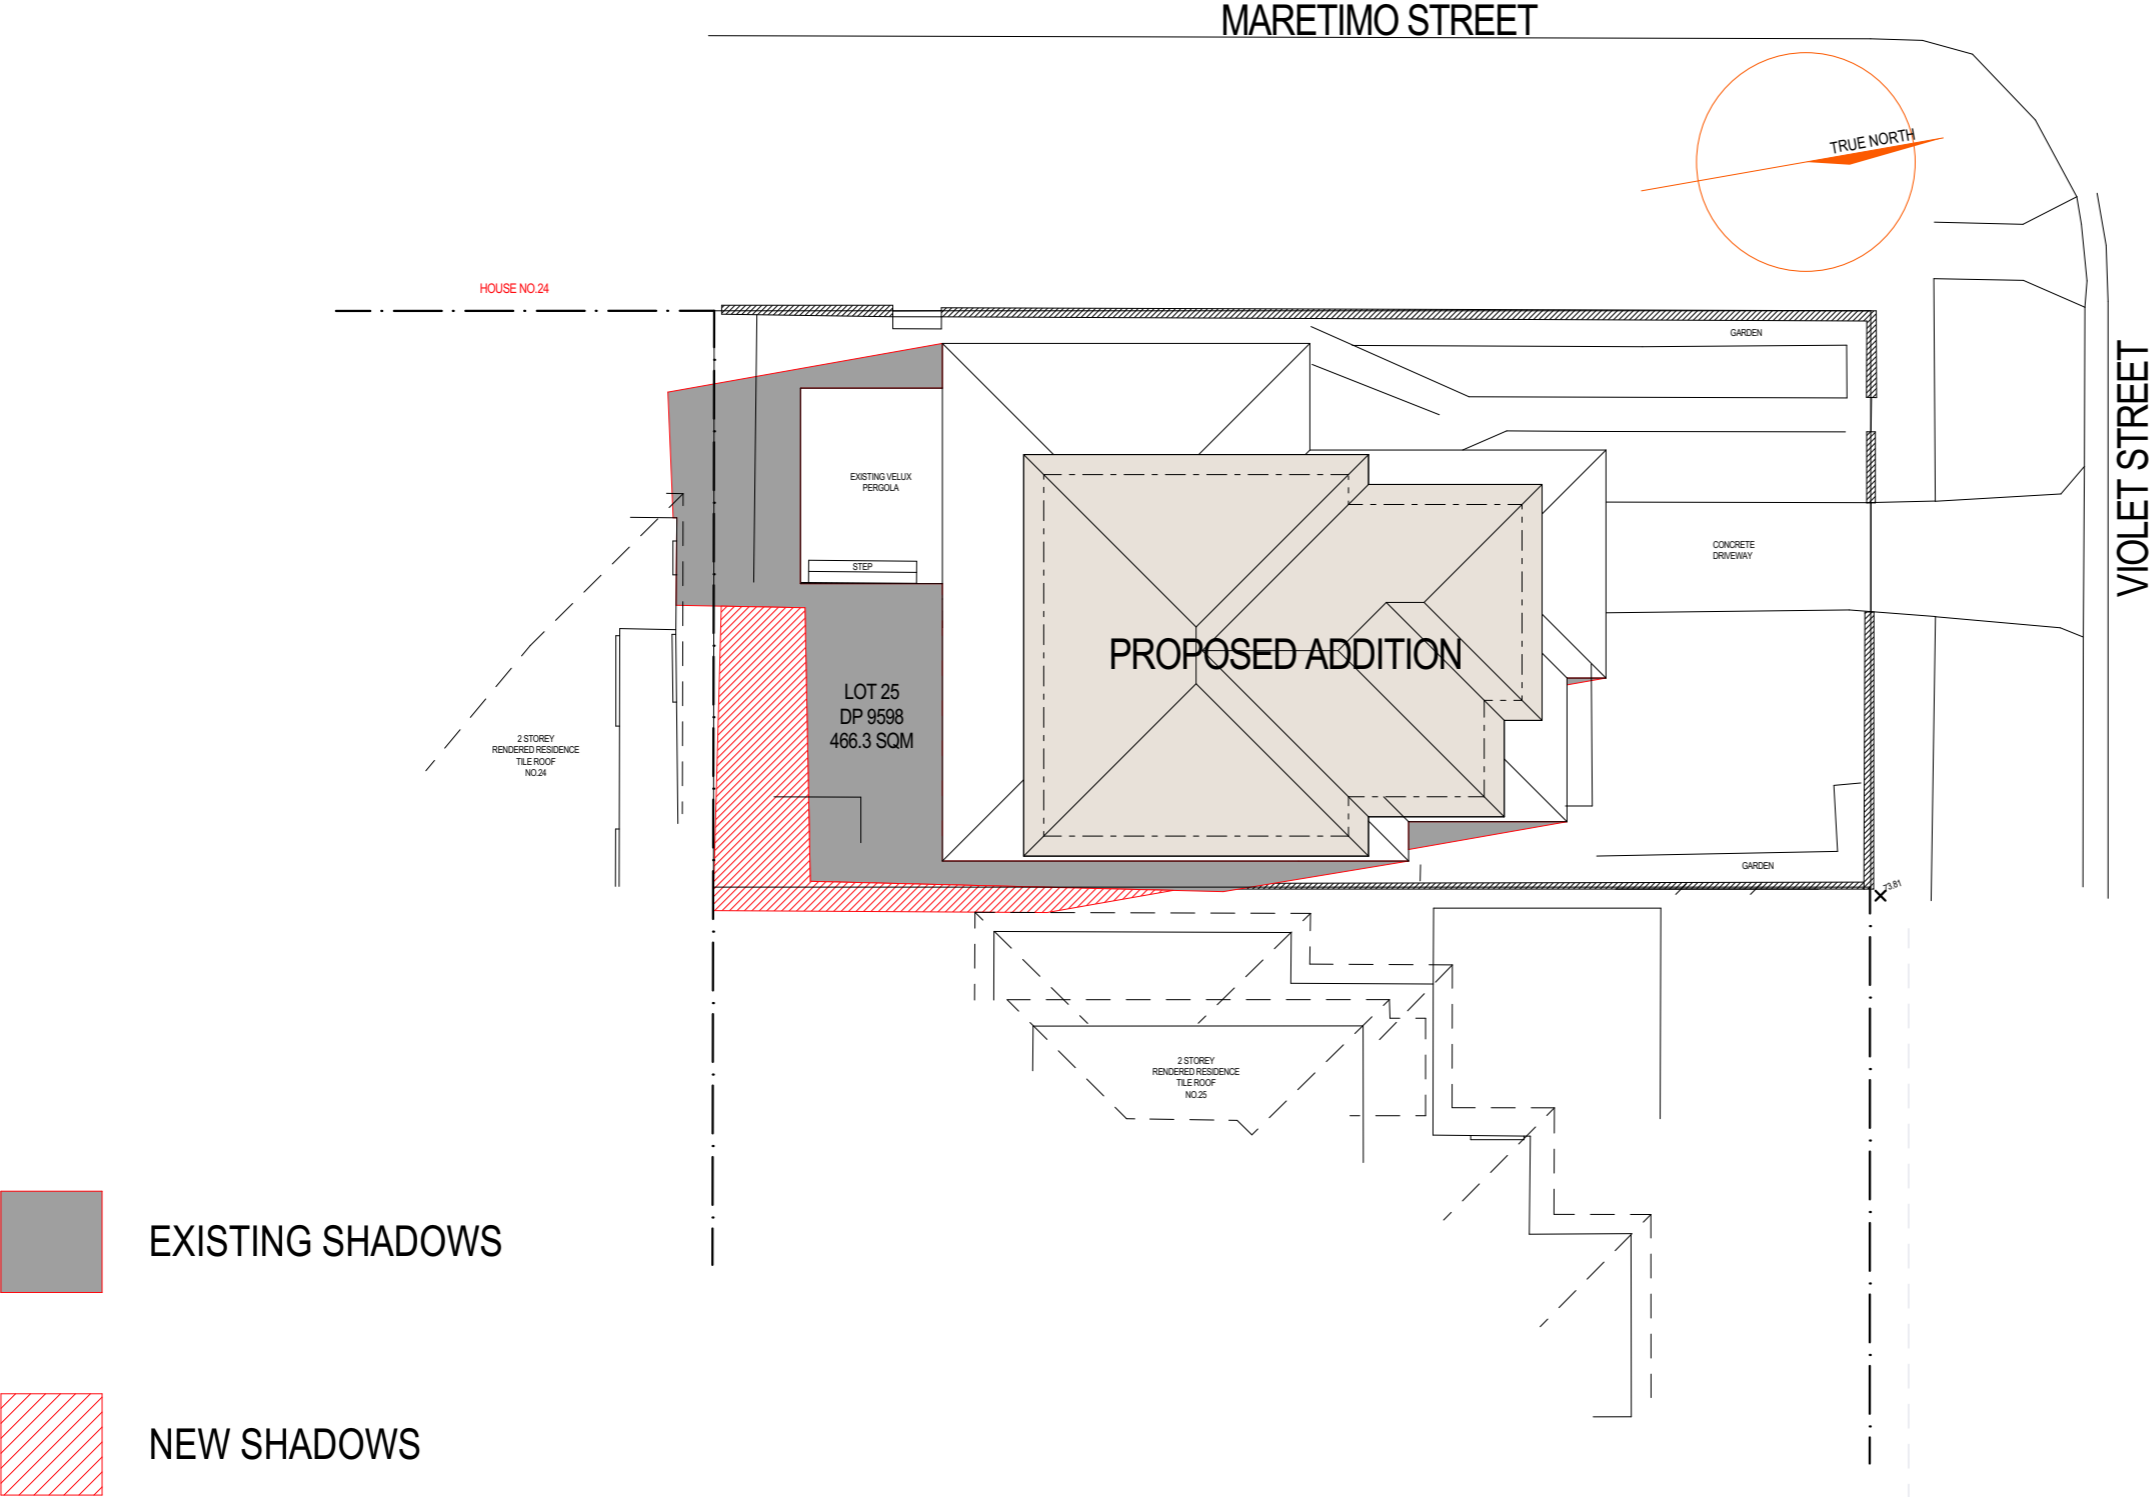 MARETIMO STREET
TRUE NORTH
HOUSE NO.24
GARDEN
VIOLET STREET
EXISTING VELUX
PERGOLA
STEP
CONCRETE
DRIVEWAY
PROPOSED ADDITION
LOT 25
DP 9598
466.3 SQM
2 STOREY
RENDERED RESIDENCE
TILE ROOF
NO.24
GARDEN
73.81
2 STOREY
RENDERED RESIDENCE
TILE ROOF
NO.25
EXISTING SHADOWS
NEW SHADOWS